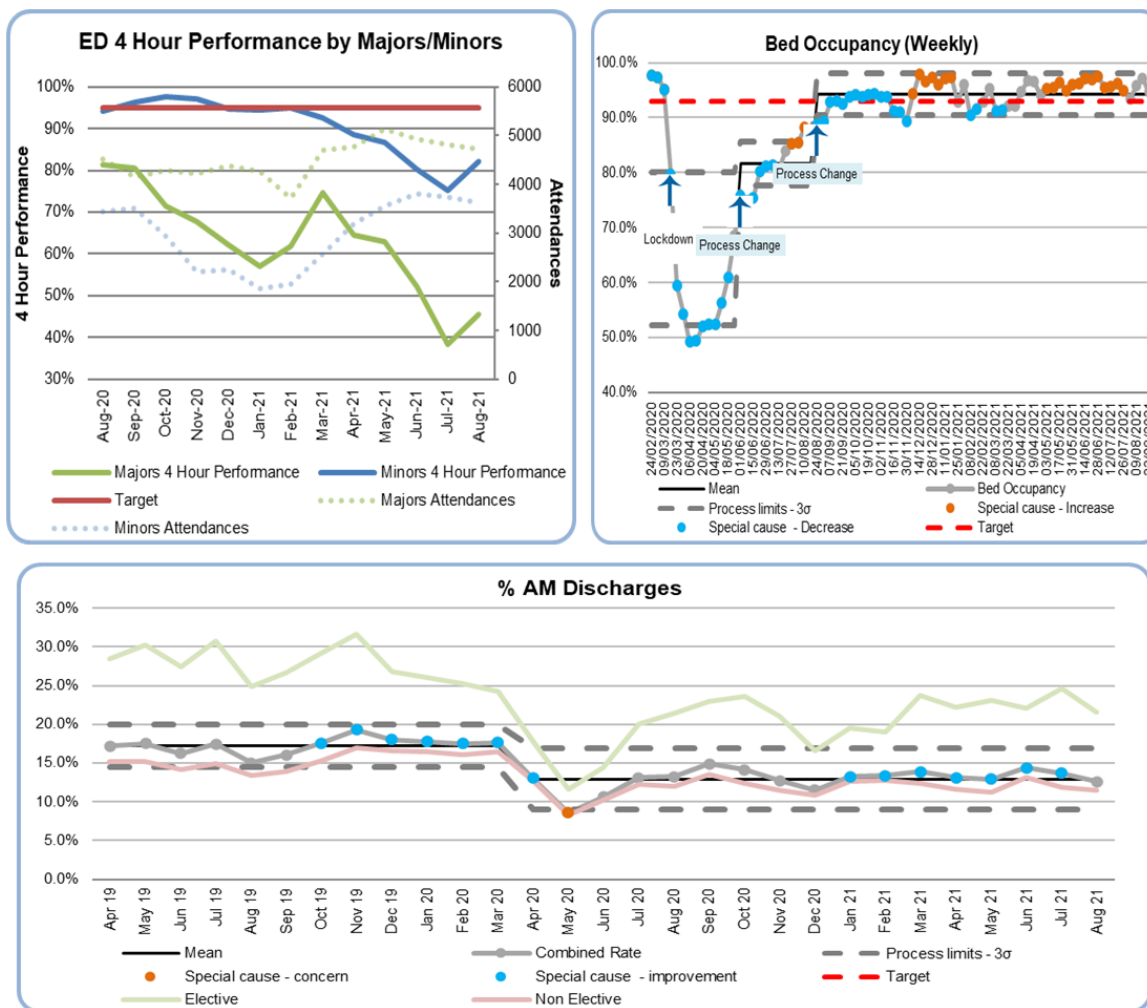 ED 4 Hour Performance by Majors/Minors
100%
90%
80%
70%
60%
50%
40%
30%
4 Hour Performance
6000
5000
4000
3000
2000
1000
0
Attendances
Aug-20
Sep-20
Oct-20
Nov-20
Dec-20
Jan-21
Feb-21
Mar-21
Apr-21
May-21
Jun-21
Jul-21
Aug-21
Majors 4 Hour Performance
Minors 4 Hour Performance
Target
Majors Attendances
Minors Attendances
Bed Occupancy (Weekly)
100.0%
90.0%
80.0%
70.0%
60.0%
50.0%
40.0%
Lockdown
Process Change
Process Change
24/02/2020
09/03/2020
23/03/2020
06/04/2020
20/04/2020
04/05/2020
18/05/2020
01/06/2020
15/06/2020
29/06/2020
13/07/2020
27/07/2020
10/08/2020
24/08/2020
07/09/2020
21/09/2020
05/10/2020
19/10/2020
02/11/2020
16/11/2020
30/11/2020
14/12/2020
28/12/2020
11/01/2021
25/01/2021
08/02/2021
22/02/2021
08/03/2021
22/03/2021
05/04/2021
19/04/2021
03/05/2021
17/05/2021
31/05/2021
14/06/2021
28/06/2021
12/07/2021
26/07/2021
09/08/2021
Mean
Bed Occupancy
Process limits - 3σ
Special cause - Increase
Special cause - Decrease
Target
% AM Discharges
35.0%
30.0%
25.0%
20.0%
15.0%
10.0%
5.0%
0.0%
Apr 19
May 19
Jun 19
Jul 19
Aug 19
Sep 19
Oct 19
Nov 19
Dec 19
Jan 20
Feb 20
Mar 20
Apr 20
May 20
Jun 20
Jul 20
Aug 20
Sep 20
Oct 20
Nov 20
Dec 20
Jan 21
Feb 21
Mar 21
Apr 21
May 21
Jun 21
Jul 21
Aug 21
Mean
Combined Rate
Process limits - 3σ
Special cause - concern
Special cause - improvement
Target
Elective
Non Elective